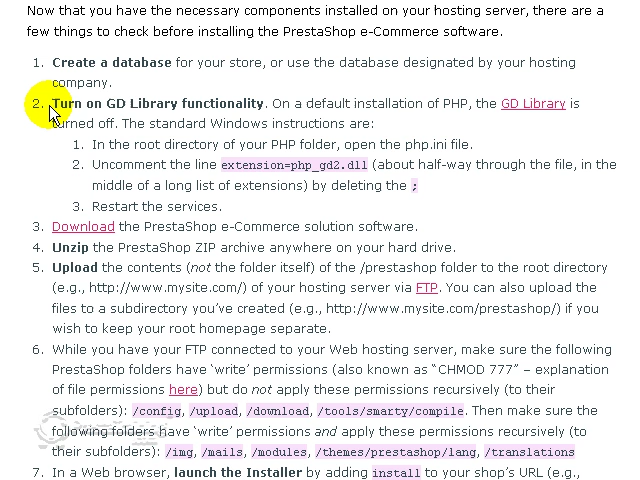 Now that you have the necessary components installed on your hosting server, there are a
few things to check before installing the PrestaShop e-Commerce software.
1. Create a database for your store, or use the database designated by your hosting
company.
2. Turn on GD Library functionality. On a default installation of PHP, the GD Library is
turned off. The standard Windows instructions are:
1. In the root directory of your PHP folder, open the php.ini file.
2. Uncomment the line extension=php_gd2.dll (about half-way through the file, in the
middle of a long list of extensions) by deleting the ;
3. Restart the services.
3. Download the PrestaShop e-Commerce solution software.
4. Unzip the PrestaShop ZIP archive anywhere on your hard drive.
5. Upload the contents (not the folder itself) of the /prestashop folder to the root directory
(e.g., http://www.mysite.com/) of your hosting server via FTP. You can also upload the
files to a subdirectory you've created (e.g., http://www.mysite.com/prestashop/) if you
wish to keep your root homepage separate.
6. While you have your FTP connected to your Web hosting server, make sure the following
PrestaShop folders have 'write' permissions (also known as "CHMOD 777" – explanation
of file permissions here) but do not apply these permissions recursively (to their
subfolders): /config, /upload, /download, /tools/smarty/compile. Then make sure the
following folders have 'write' permissions and apply these permissions recursively (to
their subfolders): /img, /mails, /modules, /themes/prestashop/lang, /translations
7. In a Web browser, launch the Installer by adding install to your shop's URL (e.g.,